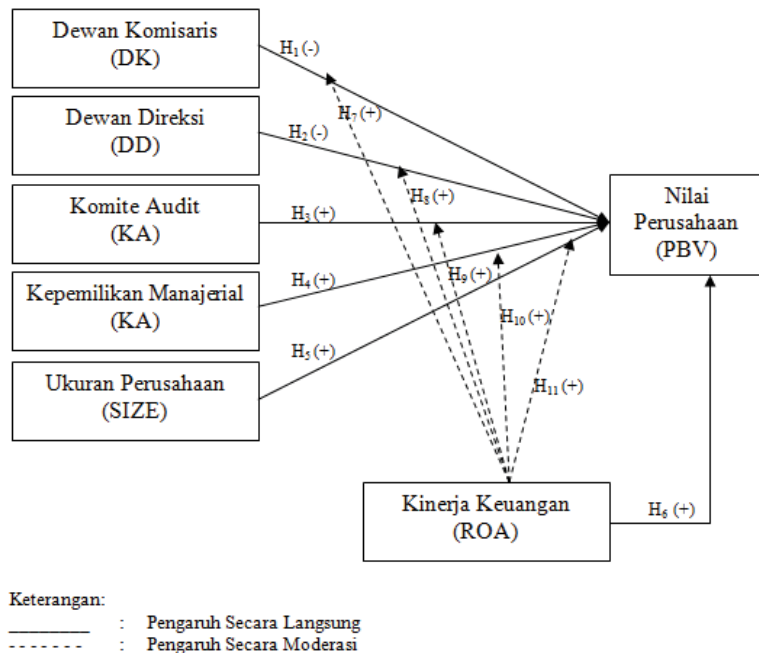 Dewan Komisaris
(DK)
H₁ (-)
Dewan Direksi
(DD)
H₂ (-)
Komite Audit
(KA)
H₃ (+)
Kepemilikan Manajerial
(KA)
H₄ (+)
Ukuran Perusahaan
(SIZE)
H₅ (+)
H₇ (+)
H₈ (+)
H₉ (+)
H₁₀ (+)
H₁₁ (+)
Nilai
Perusahaan
(PBV)
Kinerja Keuangan
(ROA)
H₆ (+)
Keterangan:
________ : Pengaruh Secara Langsung
- - - - - - - : Pengaruh Secara Moderasi